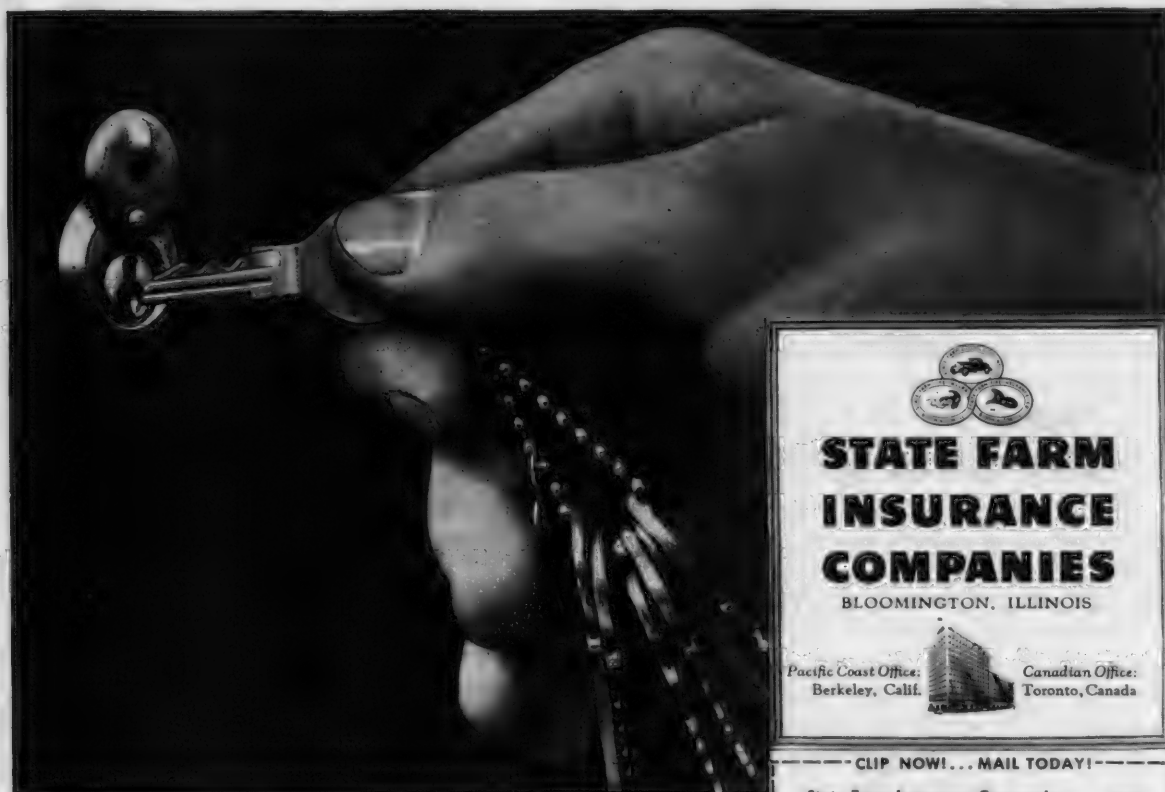 STATE FARM
INSURANCE
COMPANIES
BLOOMINGTON, ILLINOIS
Pacific Coast Office:
Berkeley, Calif.
Canadian Office:
Toronto, Canada
CLIP NOW!...MAIL TODAY!